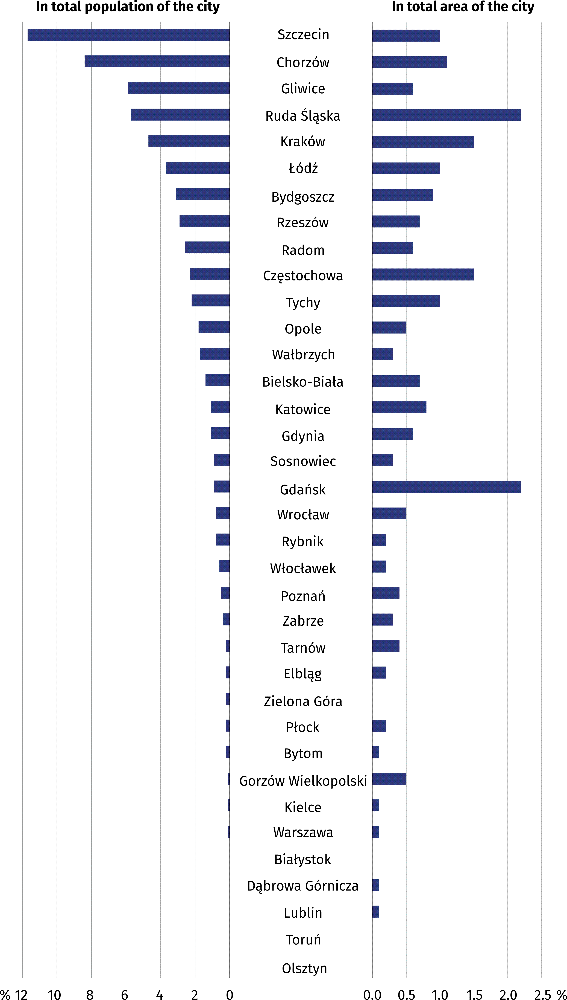 In total population of the city
In total area of the city
Szczecin
Chorzów
Gliwice
Ruda Śląska
Kraków
Łódź
Bydgoszcz
Rzeszów
Radom
Częstochowa
Tychy
Opole
Wałbrzych
Bielsko-Biała
Katowice
Gdynia
Sosnowiec
Gdańsk
Wrocław
Rybnik
Włocławek
Poznań
Zabrze
Tarnów
Elbląg
Zielona Góra
Płock
Bytom
Gorzów Wielkopolski
Kielce
Warszawa
Białystok
Dąbrowa Górnicza
Lublin
Toruń
Olsztyn
% 12 10 8 6 4 2 0
0.0 0.5 1.0 1.5 2.0 2.5 %